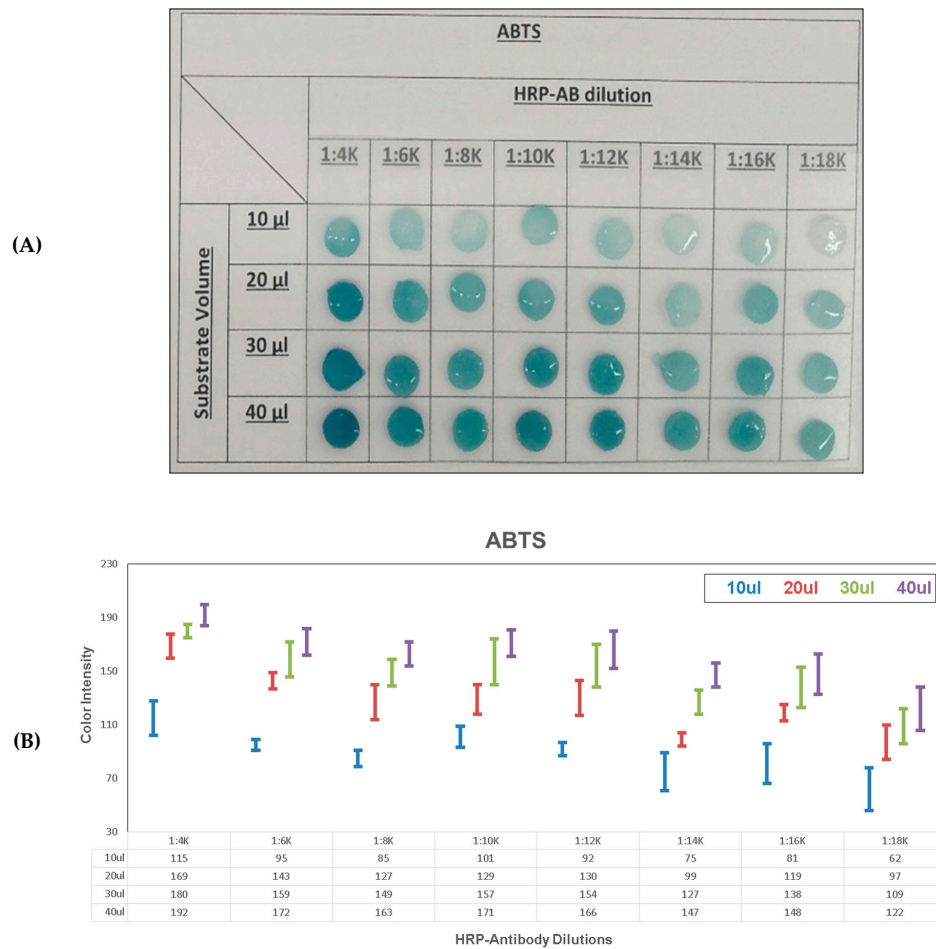 (A)
ABTS
HRP-AB dilution
1:4K 1:6K 1:8K 1:10K 1:12K 1:14K 1:16K 1:18K
Substrate Volume
10 µl
20 µl
30 µl
40 µl
(B)
ABTS
10ul 20ul 30ul 40ul
Color Intensity
230
190
150
110
70
30
1:4K 1:6K 1:8K 1:10K 1:12K 1:14K 1:16K 1:18K
10ul 115 95 85 101 92 75 81 62
20ul 169 143 127 129 130 99 119 97
30ul 180 159 149 157 154 127 138 109
40ul 192 172 163 171 166 147 148 122
HRP-Antibody Dilutions